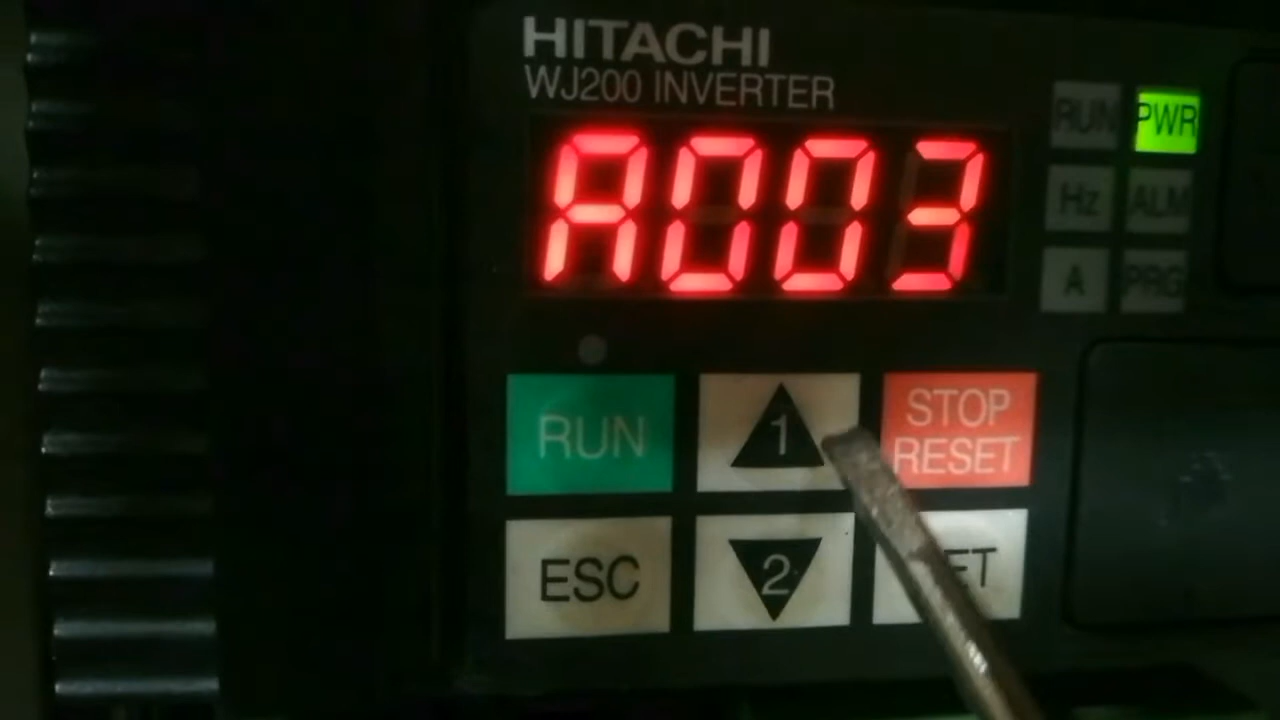 HITACHI
WJ200 INVERTER
A003
RUN PWR
Hz ALM
A PRG
RUN 1 STOP RESET
ESC 2